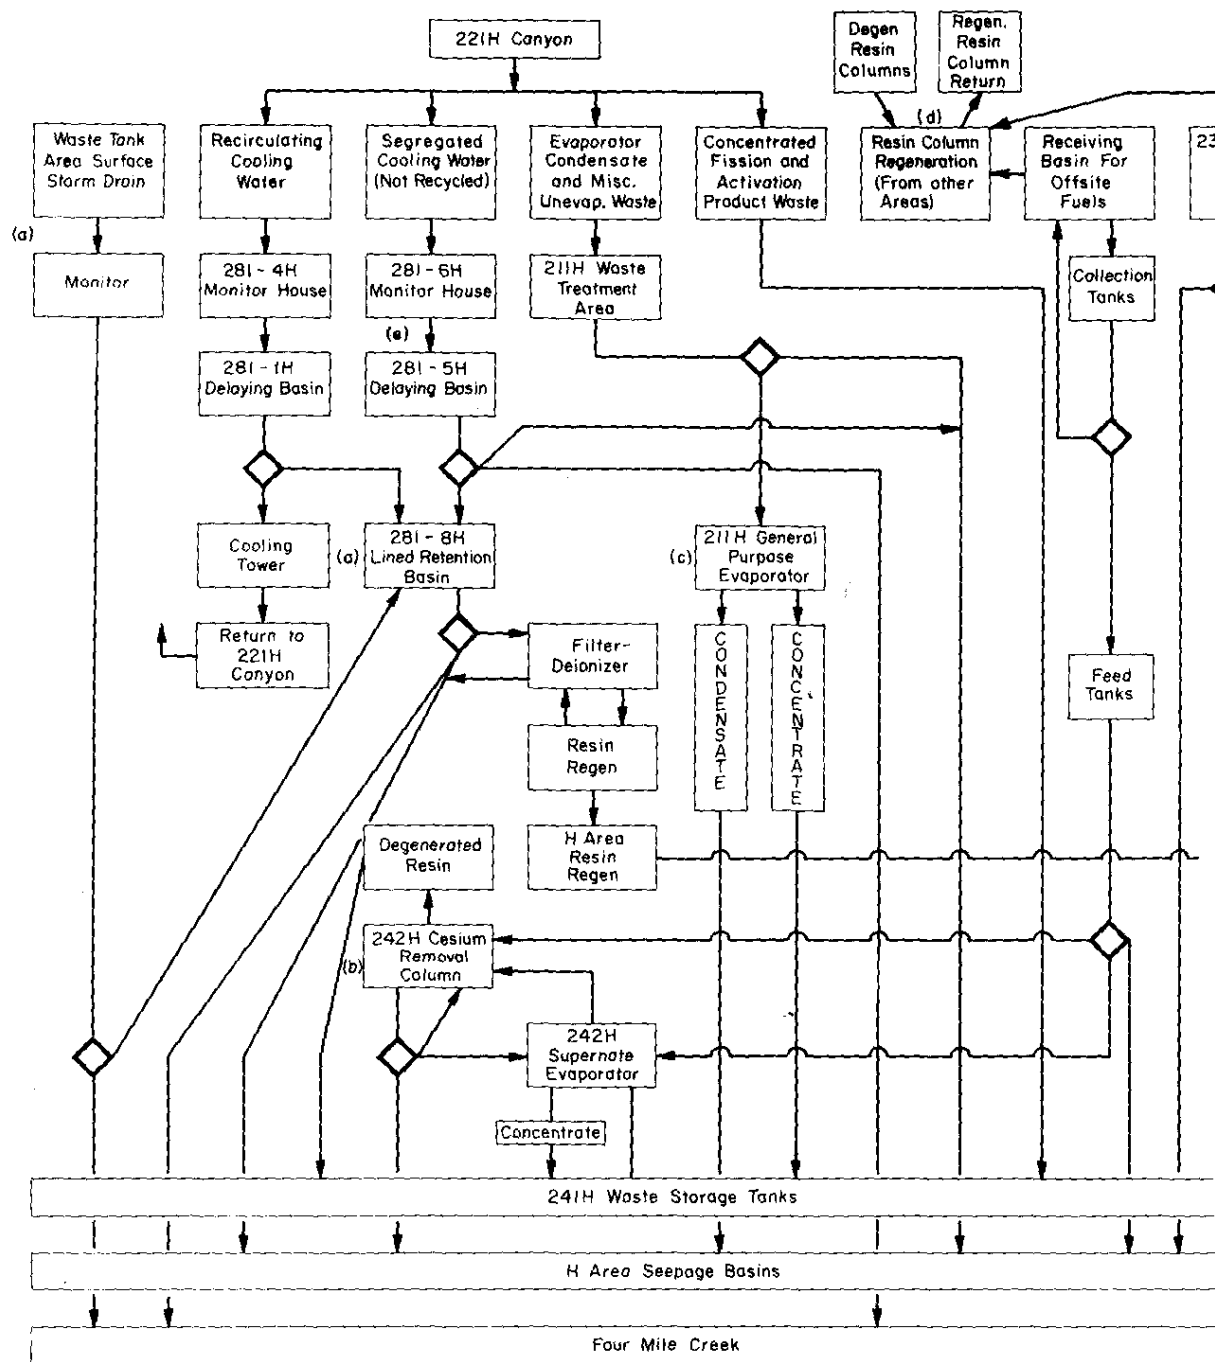 221H Canyon
Degen
Resin
Columns
Regen.
Resin
Column
Return
(d)
Waste Tank
Area Surface
Storm Drain
Recirculating
Cooling
Water
Segregated
Cooling Water
(Not Recycled)
Evaporator
Condensate
and Misc.
Unevap. Waste
Concentrated
Fission and
Activation
Product Waste
Resin Column
Regeneration
(From other
Areas)
Receiving
Basin For
Offsite
Fuels
23
(a)
Monitor
281-4H
Monitor House
281-6H
Monitor House
211H Waste
Treatment
Area
Collection
Tanks
(e)
281-1H
Delaying Basin
281-5H
Delaying Basin
Cooling
Tower
(a)
281-8H
Lined Retention
Basin
(c)
211H General
Purpose
Evaporator
Return to
221H
Canyon
Filter-
Deionizer
CONDENSATE
CONCENTRATE
Feed
Tanks
Resin
Regen
Degenerated
Resin
H Area
Resin
Regen
(b)
242H Cesium
Removal
Column
242H
Supernate
Evaporator
Concentrate
241H Waste Storage Tanks
H Area Seepage Basins
Four Mile Creek